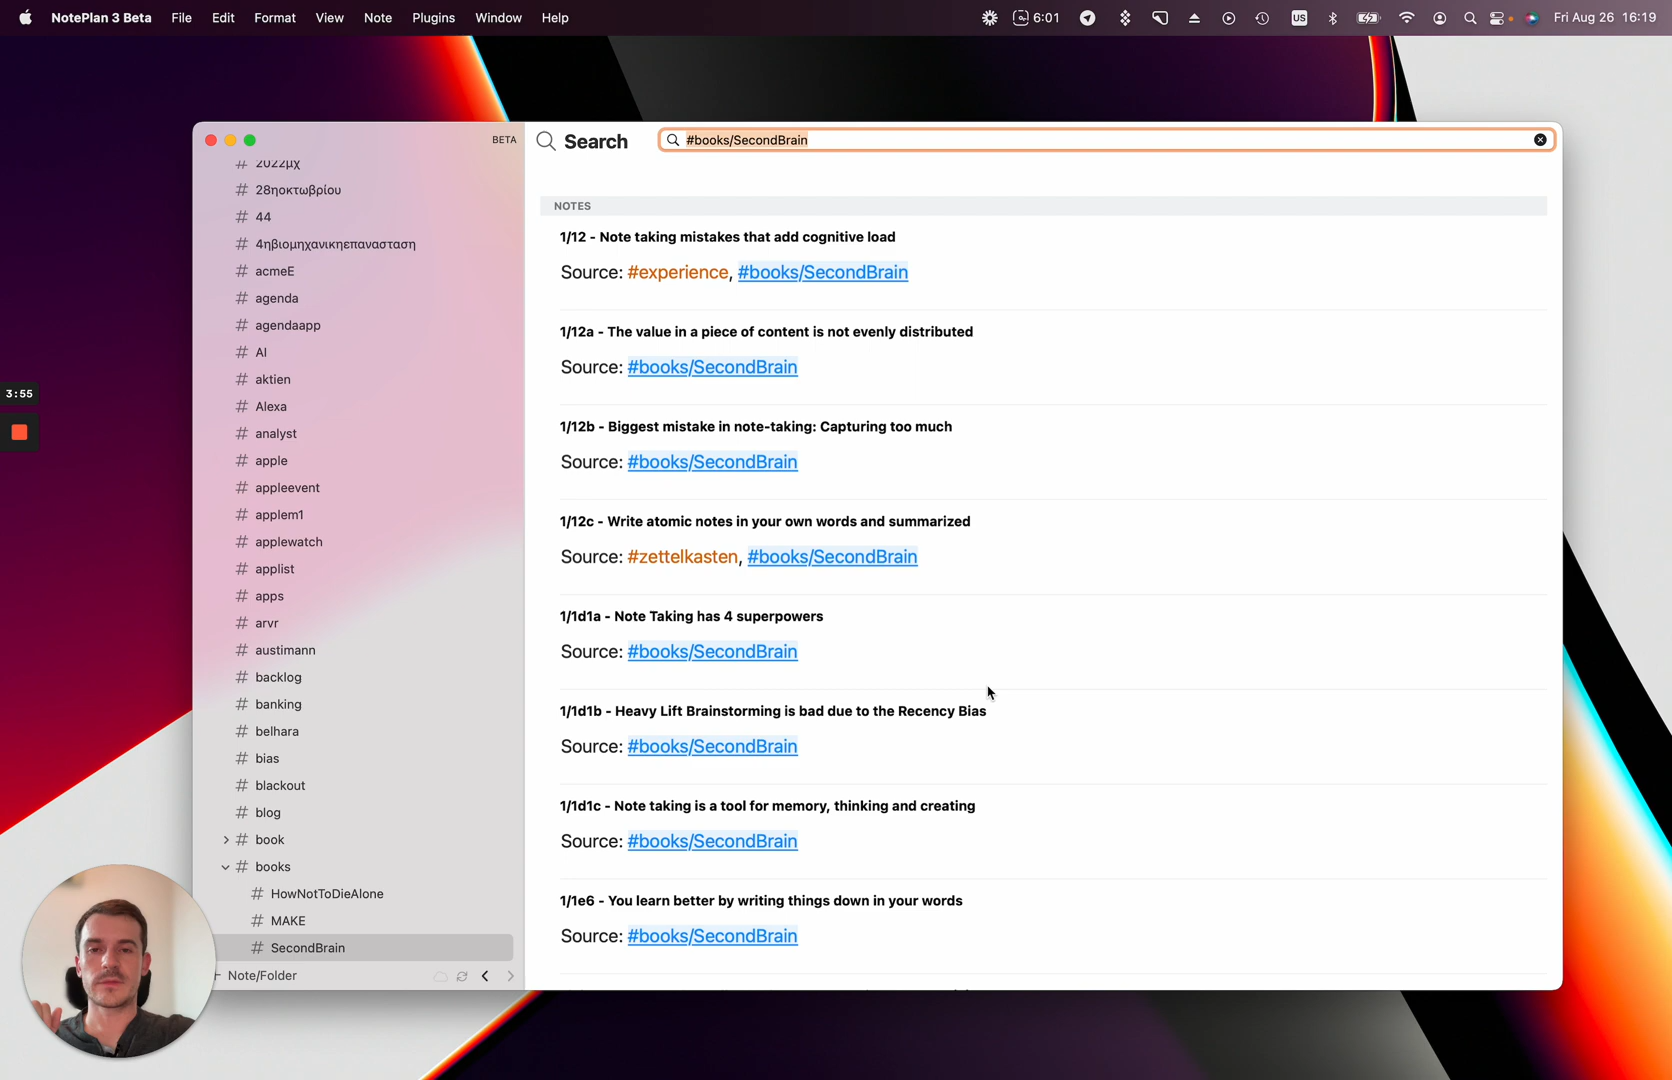 NotePlan 3 Beta File Edit Format View Note Plugins Window Help 6:01 US Fri Aug 26 16:19
BETA
Search
#books/SecondBrain
# 2022μχ
# 28ηοκτωβρίου
# 44
# 4ηβιομηχανικηεπανασταση
# acmeE
# agenda
# agendaapp
# AI
# aktien
# Alexa
# analyst
# apple
# appleevent
# applem1
# applewatch
# applist
# apps
# arvr
# austimann
# backlog
# banking
# belhara
# bias
# blackout
# blog
# book
# books
# HowNotToDieAlone
# MAKE
# SecondBrain
Note/Folder
NOTES
1/12 - Note taking mistakes that add cognitive load
Source: #experience, #books/SecondBrain
1/12a - The value in a piece of content is not evenly distributed
Source: #books/SecondBrain
1/12b - Biggest mistake in note-taking: Capturing too much
Source: #books/SecondBrain
1/12c - Write atomic notes in your own words and summarized
Source: #zettelkasten, #books/SecondBrain
1/1d1a - Note Taking has 4 superpowers
Source: #books/SecondBrain
1/1d1b - Heavy Lift Brainstorming is bad due to the Recency Bias
Source: #books/SecondBrain
1/1d1c - Note taking is a tool for memory, thinking and creating
Source: #books/SecondBrain
1/1e6 - You learn better by writing things down in your words
Source: #books/SecondBrain
3:55